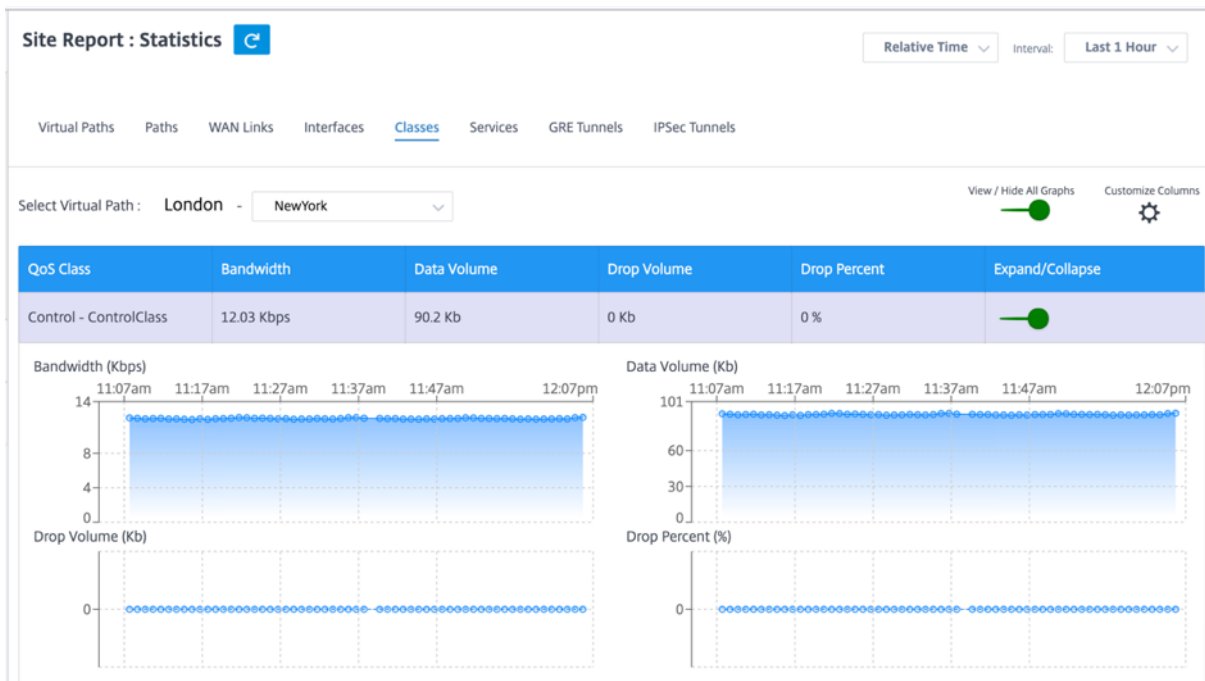 Site Report : Statistics
Relative Time
Interval:
Last 1 Hour
Virtual Paths Paths WAN Links Interfaces Classes Services GRE Tunnels IPSec Tunnels
View / Hide All Graphs
Customize Columns
Select Virtual Path : London - NewYork
QoS Class Bandwidth Data Volume Drop Volume Drop Percent Expand/Collapse
Control - ControlClass 12.03 Kbps 90.2 Kb 0 Kb 0 %
Bandwidth (Kbps)
11:07am 11:17am 11:27am 11:37am 11:47am 12:07pm
14
8
4
0
Data Volume (Kb)
11:07am 11:17am 11:27am 11:37am 11:47am 12:07pm
101
60
30
0
Drop Volume (Kb)
0
Drop Percent (%)
0